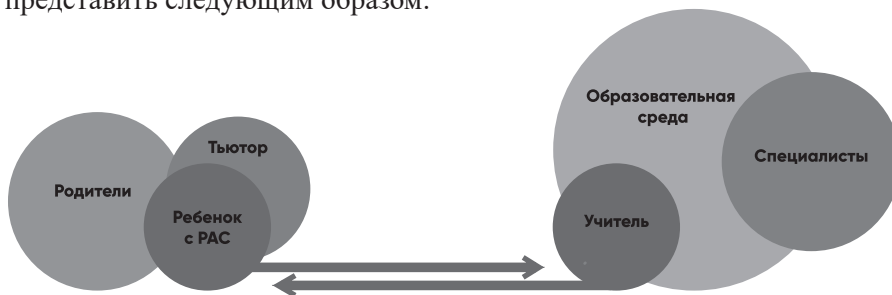 представить следующим образом:
Образовательная
среда
Тьютор
Специалисты
Родители
Ребенок
с РАС
Учитель